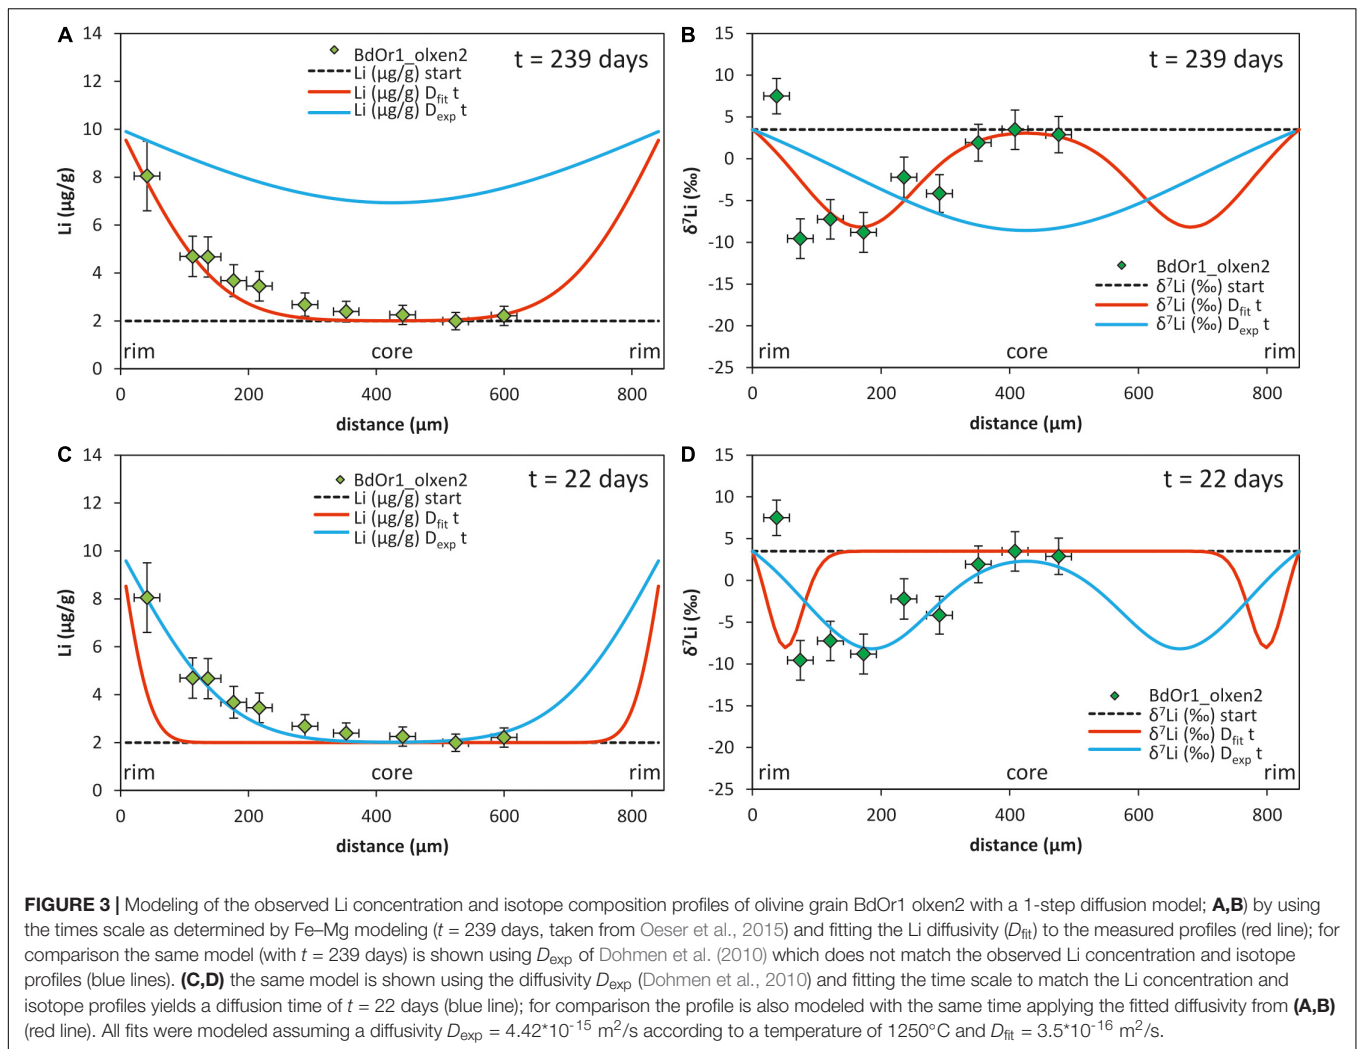 A
t = 239 days
BdOr1_olxen2
Li (µg/g) start
Li (µg/g) Dfit t
Li (µg/g) Dexp t
Li (µg/g)
14
12
10
8
6
4
2
0
rim core rim
0 200 400 600 800
distance (µm)
B
t = 239 days
δ⁷Li (‰)
15
10
5
0
-5
-10
-15
-20
-25
BdOr1_olxen2
δ⁷Li (‰) start
δ⁷Li (‰) Dfit t
δ⁷Li (‰) Dexp t
rim core rim
0 200 400 600 800
distance (µm)
C
t = 22 days
BdOr1_olxen2
Li (µg/g) start
Li (µg/g) Dfit t
Li (µg/g) Dexp t
Li (µg/g)
14
12
10
8
6
4
2
0
rim core rim
0 200 400 600 800
distance (µm)
D
t = 22 days
δ⁷Li (‰)
15
10
5
0
-5
-10
-15
-20
-25
BdOr1_olxen2
δ⁷Li (‰) start
δ⁷Li (‰) Dfit t
δ⁷Li (‰) Dexp t
rim core rim
0 200 400 600 800
distance (µm)
FIGURE 3 | Modeling of the observed Li concentration and isotope composition profiles of olivine grain BdOr1 olxen2 with a 1-step diffusion model; A,B) by using
the times scale as determined by Fe–Mg modeling (t = 239 days, taken from Oeser et al., 2015) and fitting the Li diffusivity (Dfit) to the measured profiles (red line); for
comparison the same model (with t = 239 days) is shown using Dexp of Dohmen et al. (2010) which does not match the observed Li concentration and isotope
profiles (blue lines). (C,D) the same model is shown using the diffusivity Dexp (Dohmen et al., 2010) and fitting the time scale to match the Li concentration and
isotope profiles yields a diffusion time of t = 22 days (blue line); for comparison the profile is also modeled with the same time applying the fitted diffusivity from (A,B)
(red line). All fits were modeled assuming a diffusivity Dexp = 4.42*10⁻¹⁵ m²/s according to a temperature of 1250°C and Dfit = 3.5*10⁻¹⁶ m²/s.